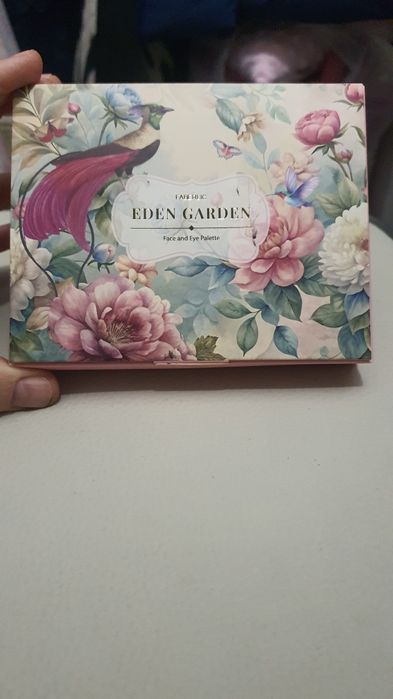 FABERLIC
EDEN GARDEN
Face and Eye Palette